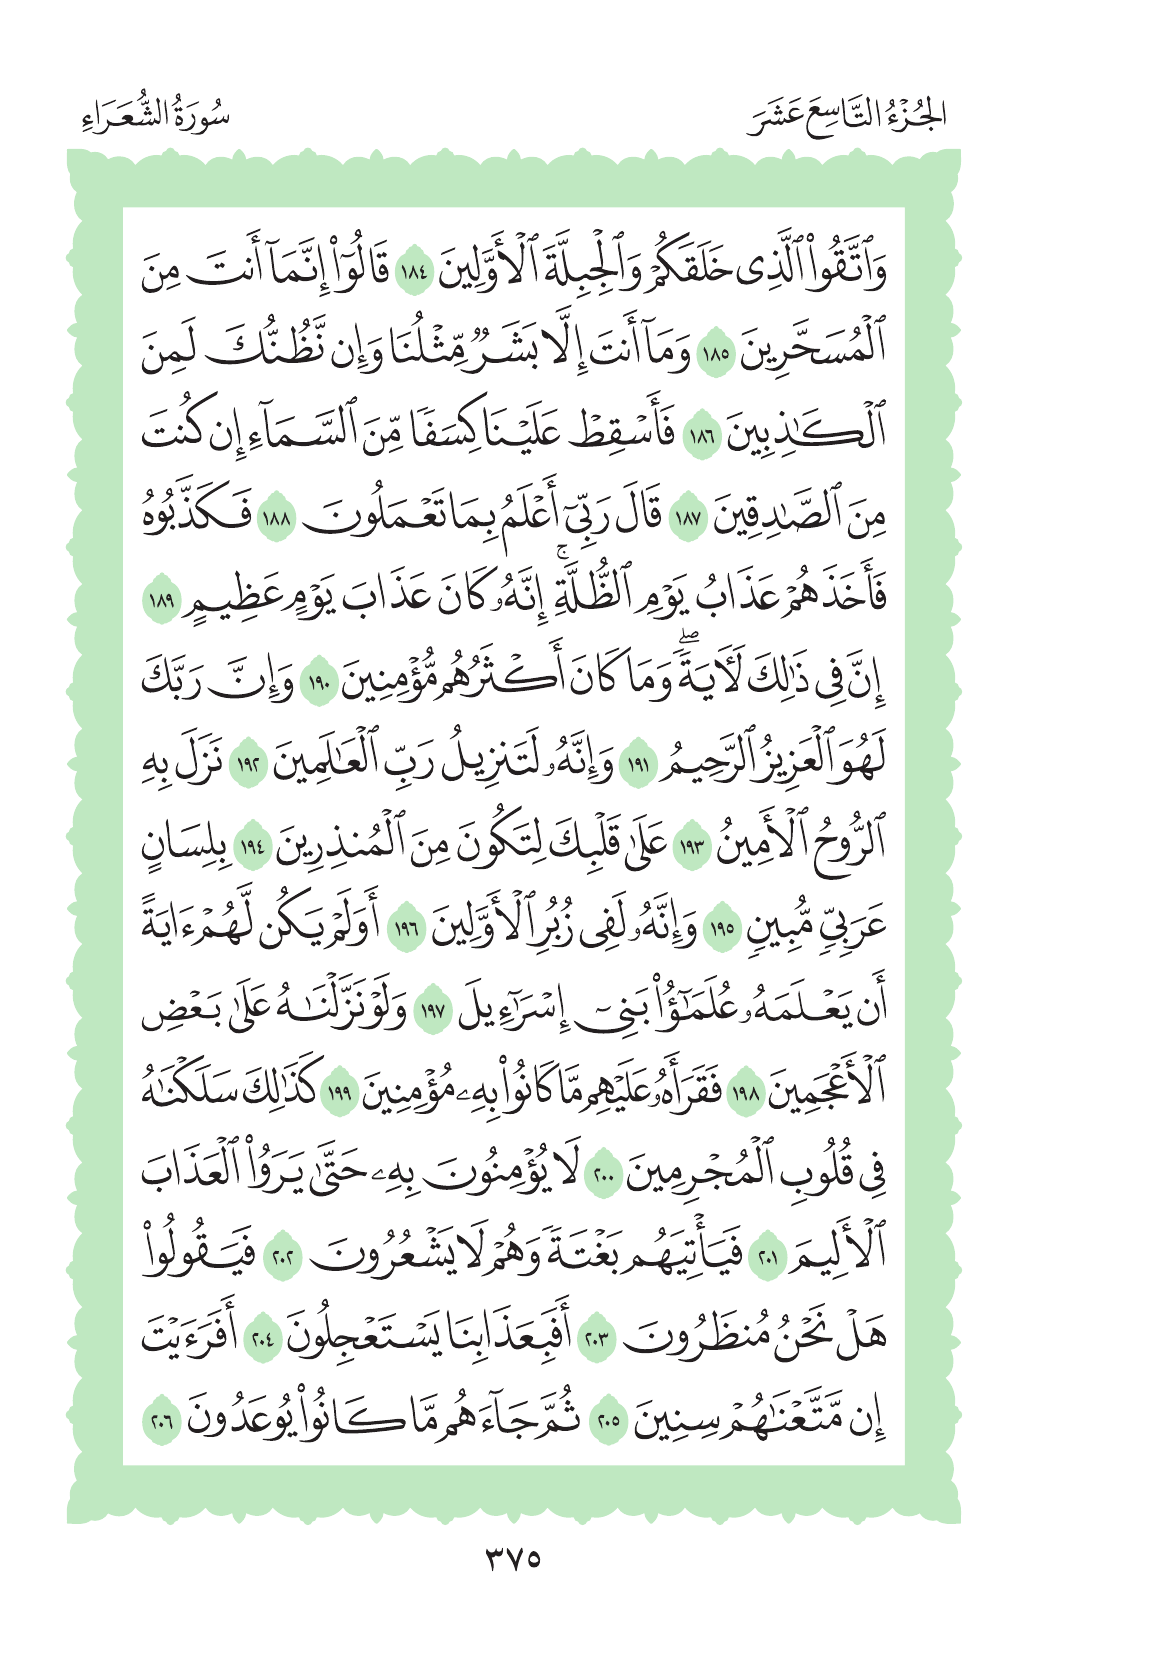 الجُزْءُ التَّاسِعَ عَشَرَ
سُورَةُ الشُّعَرَاءِ
وَٱتَّقُوا۟ ٱلَّذِى خَلَقَكُمْ وَٱلْجِبِلَّةَ ٱلْأَوَّلِينَ ١٨٤ قَالُوٓا۟ إِنَّمَآ أَنتَ مِنَ
ٱلْمُسَحَّرِينَ ١٨٥ وَمَآ أَنتَ إِلَّا بَشَرٌ مِّثْلُنَا وَإِن نَّظُنُّكَ لَمِنَ
ٱلْكَٰذِبِينَ ١٨٦ فَأَسْقِطْ عَلَيْنَا كِسَفًا مِّنَ ٱلسَّمَآءِ إِن كُنتَ
مِنَ ٱلصَّٰدِقِينَ ١٨٧ قَالَ رَبِّىٓ أَعْلَمُ بِمَا تَعْمَلُونَ ١٨٨ فَكَذَّبُوهُ
فَأَخَذَهُمْ عَذَابُ يَوْمِ ٱلظُّلَّةِ ۚ إِنَّهُۥ كَانَ عَذَابَ يَوْمٍ عَظِيمٍ ١٨٩
إِنَّ فِى ذَٰلِكَ لَـَٔايَةً ۖ وَمَا كَانَ أَكْثَرُهُم مُّؤْمِنِينَ ١٩٠ وَإِنَّ رَبَّكَ
لَهُوَ ٱلْعَزِيزُ ٱلرَّحِيمُ ١٩١ وَإِنَّهُۥ لَتَنزِيلُ رَبِّ ٱلْعَٰلَمِينَ ١٩٢ نَزَلَ بِهِ
ٱلرُّوحُ ٱلْأَمِينُ ١٩٣ عَلَىٰ قَلْبِكَ لِتَكُونَ مِنَ ٱلْمُنذِرِينَ ١٩٤ بِلِسَانٍ
عَرَبِىٍّ مُّبِينٍ ١٩٥ وَإِنَّهُۥ لَفِى زُبُرِ ٱلْأَوَّلِينَ ١٩٦ أَوَلَمْ يَكُن لَّهُمْ ءَايَةً
أَن يَعْلَمَهُۥ عُلَمَٰٓؤُا۟ بَنِىٓ إِسْرَٰٓءِيلَ ١٩٧ وَلَوْ نَزَّلْنَٰهُ عَلَىٰ بَعْضِ
ٱلْأَعْجَمِينَ ١٩٨ فَقَرَأَهُۥ عَلَيْهِم مَّا كَانُوا۟ بِهِۦ مُؤْمِنِينَ ١٩٩ كَذَٰلِكَ سَلَكْنَٰهُ
فِى قُلُوبِ ٱلْمُجْرِمِينَ ٢٠٠ لَا يُؤْمِنُونَ بِهِۦ حَتَّىٰ يَرَوُا۟ ٱلْعَذَابَ
ٱلْأَلِيمَ ٢٠١ فَيَأْتِيَهُم بَغْتَةً وَهُمْ لَا يَشْعُرُونَ ٢٠٢ فَيَقُولُوا۟
هَلْ نَحْنُ مُنظَرُونَ ٢٠٣ أَفَبِعَذَابِنَا يَسْتَعْجِلُونَ ٢٠٤ أَفَرَءَيْتَ
إِن مَّتَّعْنَٰهُمْ سِنِينَ ٢٠٥ ثُمَّ جَآءَهُم مَّا كَانُوا۟ يُوعَدُونَ ٢٠٦
٣٧٥